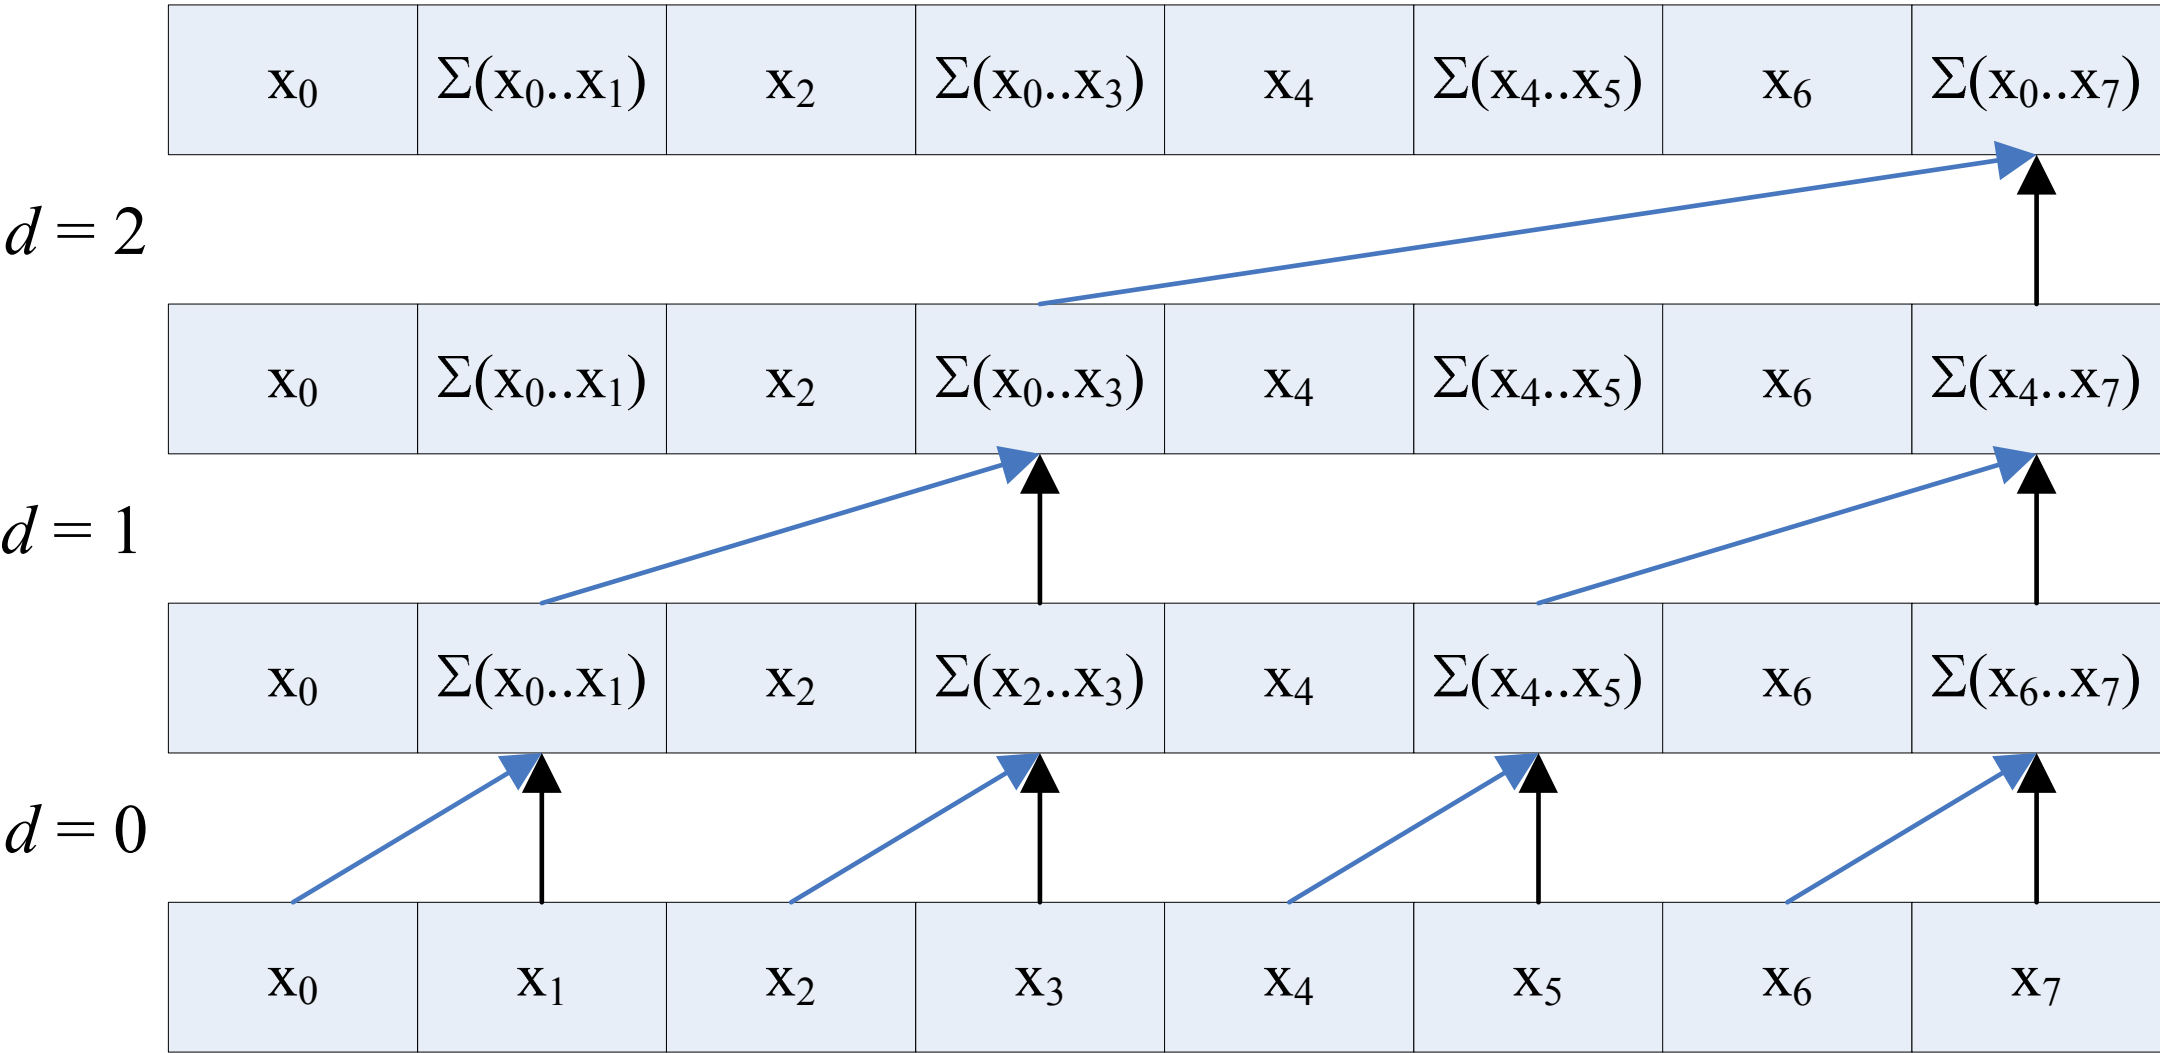 x₀ Σ(x₀..x₁) x₂ Σ(x₀..x₃) x₄ Σ(x₄..x₅) x₆ Σ(x₀..x₇)
d = 2
x₀ Σ(x₀..x₁) x₂ Σ(x₀..x₃) x₄ Σ(x₄..x₅) x₆ Σ(x₄..x₇)
d = 1
x₀ Σ(x₀..x₁) x₂ Σ(x₂..x₃) x₄ Σ(x₄..x₅) x₆ Σ(x₆..x₇)
d = 0
x₀ x₁ x₂ x₃ x₄ x₅ x₆ x₇